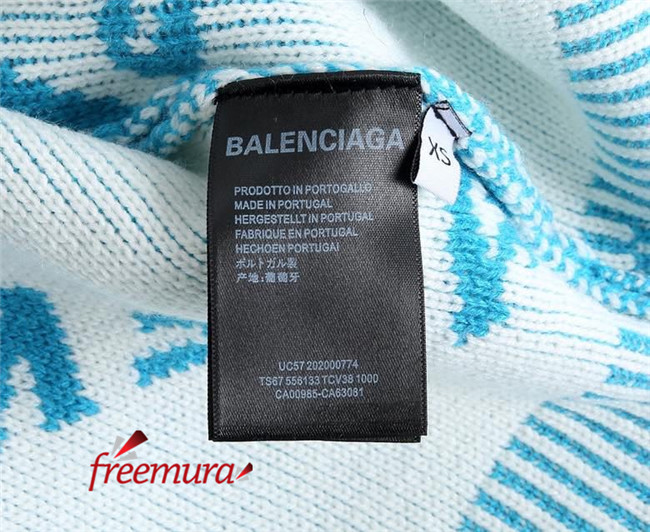 BALENCIAGA
XS
PRODOTTO IN PORTOGALLO
MADE IN PORTUGAL
HERGESTELLT IN PORTUGAL
FABRIQUE EN PORTUGAL
HECHOEN PORTUGAI
ポルトガル製
产地:葡萄牙
UC57 202000774
TS67 556133 TCV38 1000
CA00985-CA63081
freemura